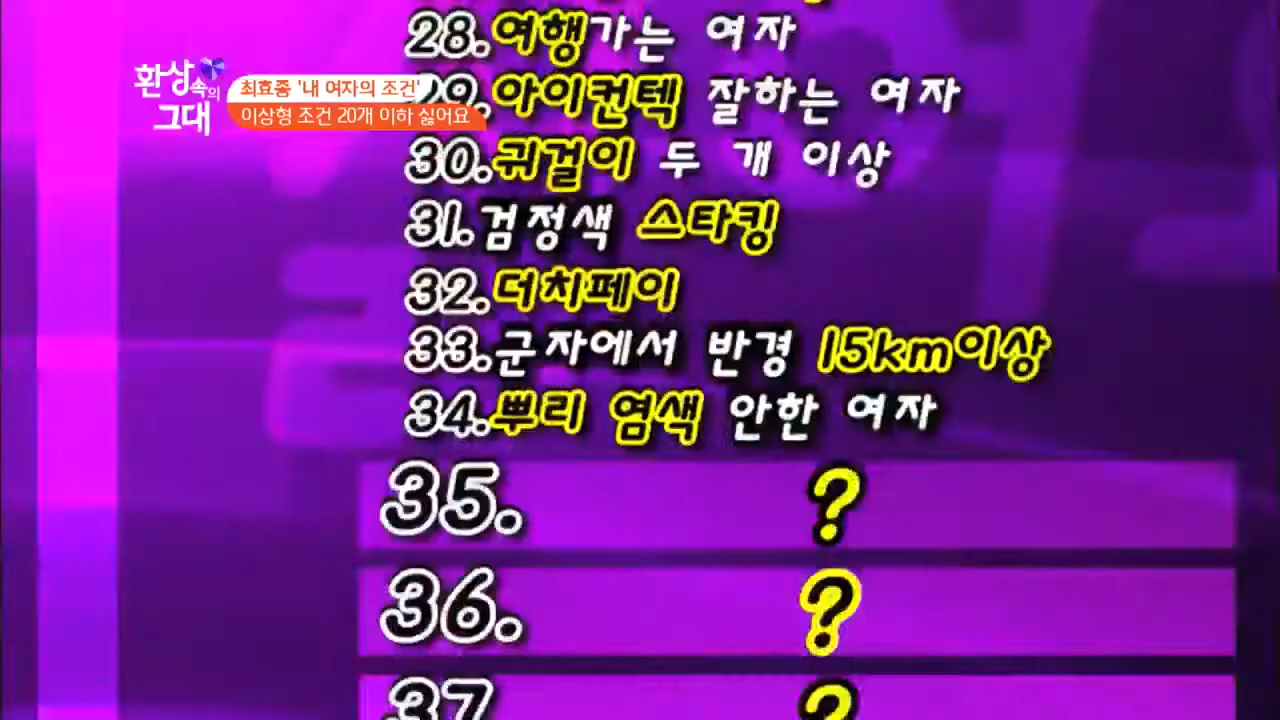 28.여행가는 여자
환상속의
그대
최효종 '내 여자의 조건'
이상형 조건 20개 이하 싫어요
29.아이컨텍 잘하는 여자
30.귀걸이 두 개 이상
31.검정색 스타킹
32.더치페이
33.군자에서 반경 15km이상
34.뿌리 염색 안한 여자
35. ?
36. ?
37. ?